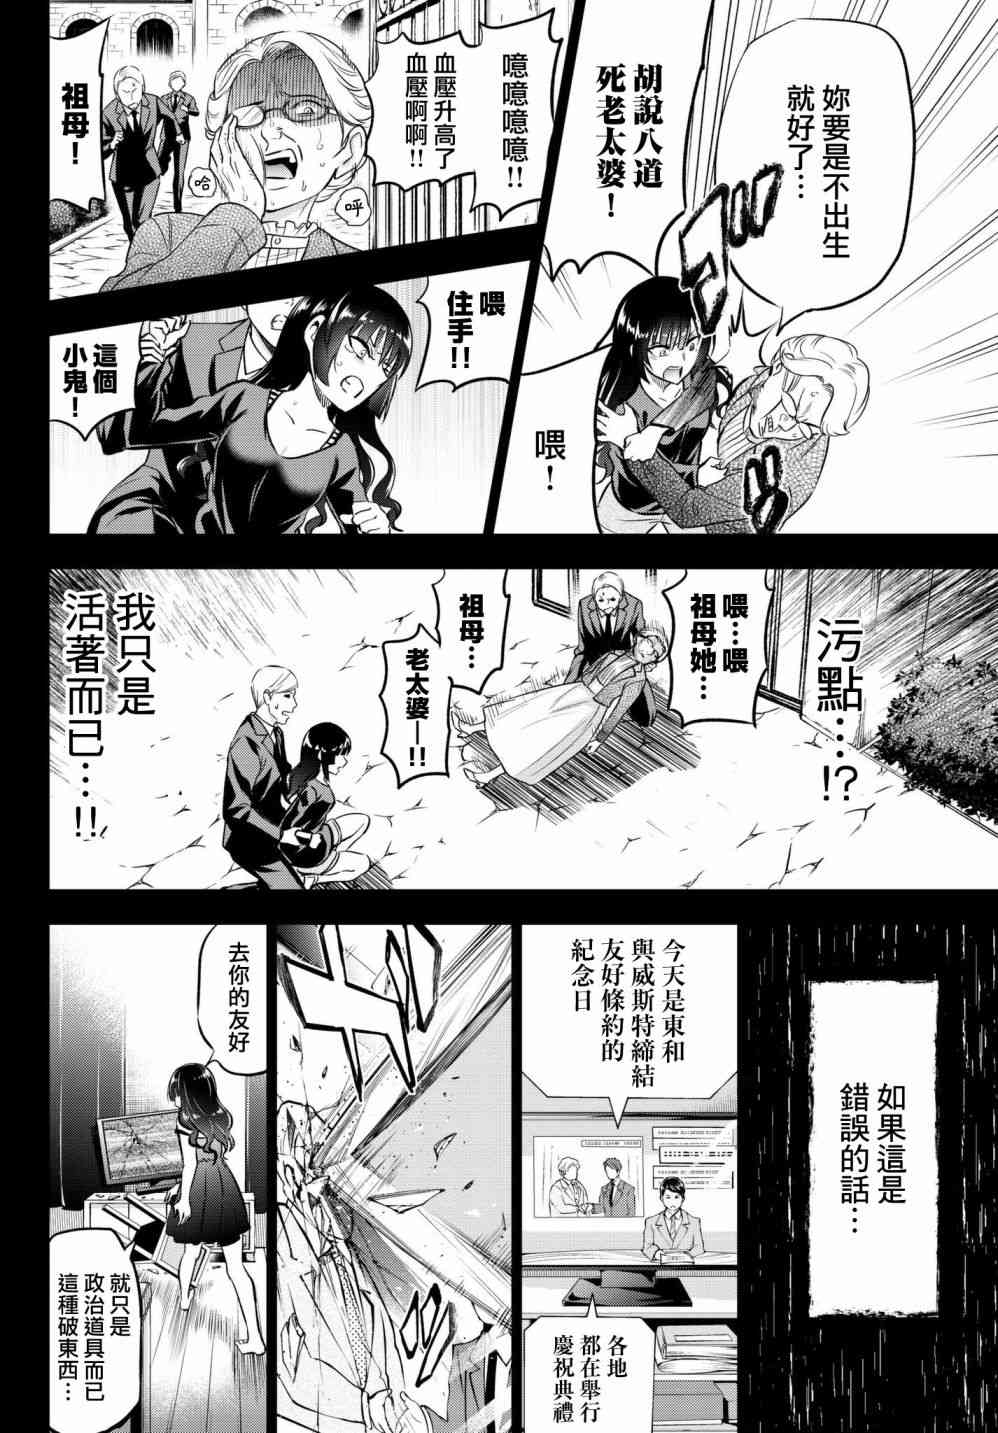 妳要是不出生
就好了…
胡說八道
死老太婆！
喂！
噫噫噫噫!!
血壓升高了
血壓啊啊!!
呼
哈
祖母！
喂
住手!!
這個
小鬼！
污點…!?
喂…喂
祖母她…
祖母…
老太婆—!!
我只是
活著而已…!!
如果這是
錯誤的話…
今天是東和
與威斯特締結
友好條約的
紀念日
各地
都在舉行
慶祝典禮
去你的友好
就只是
政治道具而已
這種破東西…